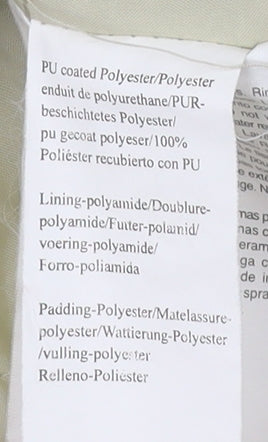 PU coated Polyester/Polyester
enduit de polyurethane/PUR-
beschichtetes Polyester/
pu gecoat polyeser/100%
Poliéster recubierto con PU
Lining-polyamide/Doublure-
polyamide/Futter-polamid/
voering-polyamide/
Forro-poliamida
Padding-Polyester/Matelassure-
polyester/Wattierung-Polyester
/vulling-polyester
Relleno-Poliéster